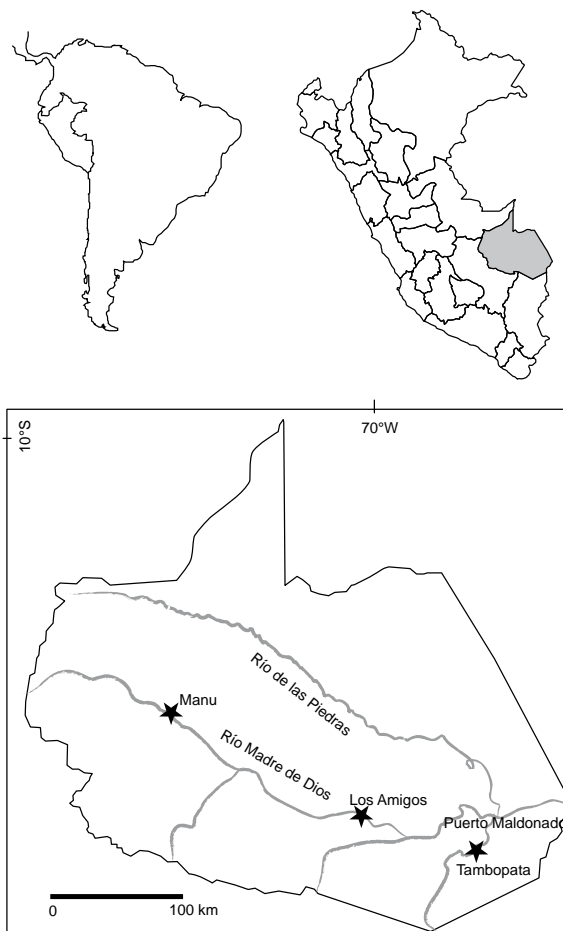 70°W
10°S
Río de las Piedras
Manu
Río Madre de Dios
Los Amigos
Puerto Maldonado
Tambopata
0
100 km